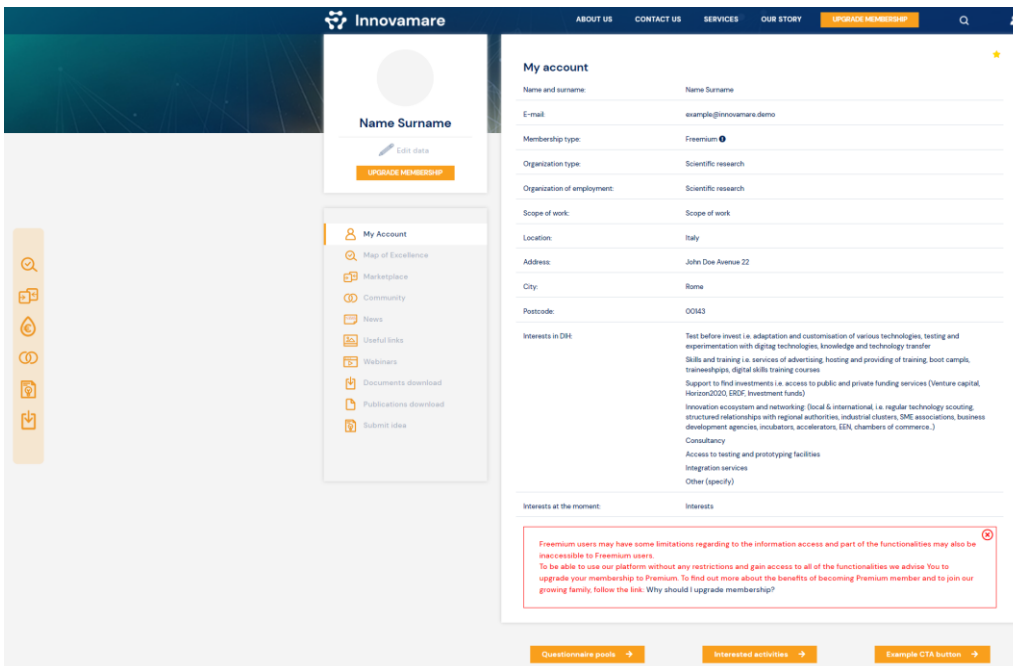 Innovamare
ABOUT US
CONTACT US
SERVICES
OUR STORY
UPGRADE MEMBERSHIP
Name Surname
Edit data
UPGRADE MEMBERSHIP
My Account
Map of Excellence
Marketplace
Community
News
Useful links
Webinars
Documents download
Publications download
Submit idea
My account
Name and surname: Name Surname
E-mail: example@innovamare.demo
Membership type: Freemium
Organization type: Scientific research
Organization of employment: Scientific research
Scope of work: Scope of work
Location: Italy
Address: John Doe Avenue 22
City: Rome
Postcode: 00143
Interests in DIH: Test before invest i.e. adaptation and customisation of various technologies, testing and
experimentation with digitag technologies, knowledge and technology transfer
Skills and training i.e. services of advertising, hosting and providing of training, boot campls,
traineeshpips, digital skills training courses
Support to find investments i.e. access to public and private funding services (Venture capital,
Horizon2020, ERDF, Investment funds)
Innovation ecosystem and networking: (local & international, i.e. regular technology scouting,
structured relationships with regional authorities, industrial clusters, SME associations, business
development agencies, incubators, accelerators, EEN, chambers of commerce..)
Consultancy
Access to testing and prototyping facilities
Integration services
Other (specify)
Interests at the moment: Interests
Freemium users may have some limitations regarding to the information access and part of the functionalities may also be
inaccessible to Freemium users.
To be able to use our platform without any restrictions and gain access to all of the functionalities we advise You to
upgrade your membership to Premium. To find out more about the benefits of becoming Premium member and to join our
growing family, follow the link: Why should I upgrade membership?
Questionnaire pools →
Interested activities →
Example CTA button →